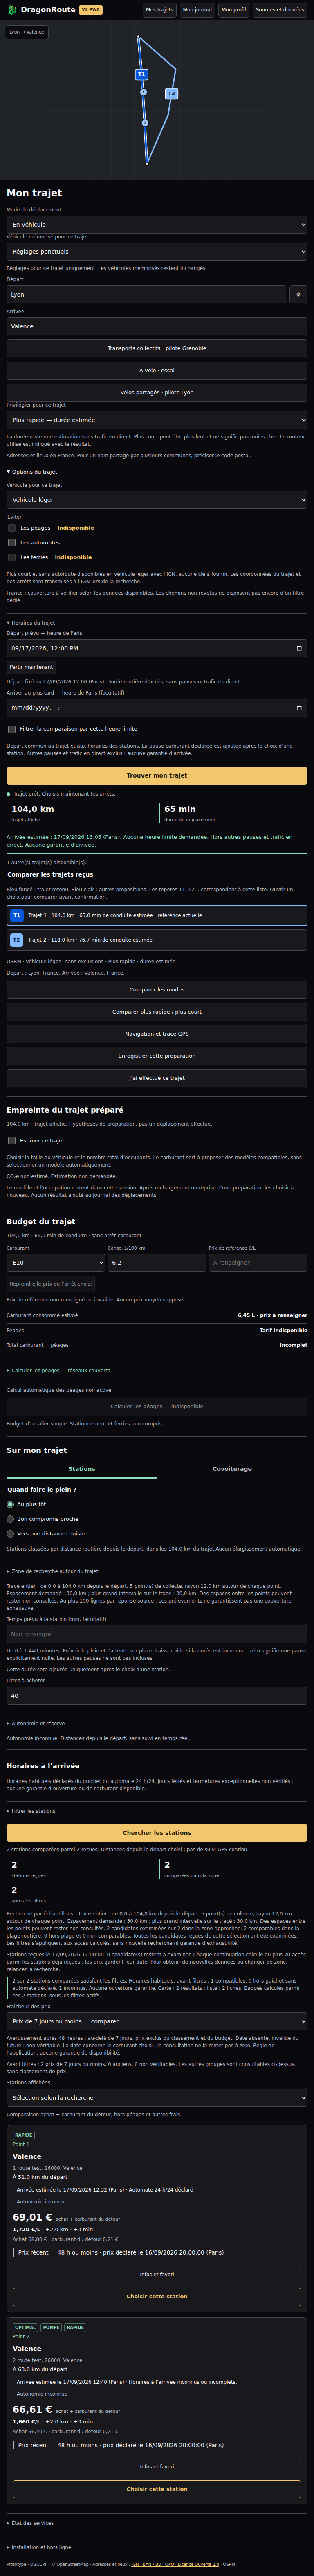 DragonRoute V3 PWA
Mes trajets
Mon journal
Mon profil
Sources et données
Lyon → Valence
T1
T2
Mon trajet
Mode de déplacement
En véhicule
Véhicule mémorisé pour ce trajet
Réglages ponctuels
Réglages pour ce trajet uniquement. Les véhicules mémorisés restent inchangés.
Départ
Lyon
Arrivée
Valence
Transports collectifs · pilote Grenoble
À vélo · essai
Vélos partagés · pilote Lyon
Privilégier pour ce trajet
Plus rapide — durée estimée
La durée reste une estimation sans trafic en direct. Plus court peut être plus lent et ne signifie pas moins cher. Le moteur
utilisé est indiqué avec le résultat.
Adresses et lieux en France. Pour un nom partagé par plusieurs communes, préciser le code postal.
▾ Options du trajet
Véhicule pour ce trajet
Véhicule léger
Éviter
Les péages Indisponible
Les autoroutes
Les ferries Indisponible
Plus court et sans autoroute disponibles en véhicule léger avec l'IGN, aucune clé à fournir. Les coordonnées du trajet et
des arrêts sont transmises à l'IGN lors de la recherche.
France : couverture à vérifier selon les données disponibles. Les chemins non revêtus ne disposent pas encore d'un filtre
dédié.
▾ Horaires du trajet
Départ prévu — heure de Paris
09/17/2026, 12:00 PM
Partir maintenant
Départ fixé au 17/09/2026 12:00 (Paris). Durée routière d'accès, sans pauses ni trafic en direct.
Arriver au plus tard — heure de Paris (facultatif)
mm/dd/yyyy, --:-- --
Filtrer la comparaison par cette heure limite
Départ commun au trajet et aux horaires des stations. La pause carburant déclarée est ajoutée après le choix d'une
station. Autres pauses et trafic en direct exclus ; aucune garantie d'arrivée.
Trouver mon trajet
Trajet prêt. Choisis maintenant tes arrêts.
104,0 km
trajet affiché
65 min
durée de déplacement
Arrivée estimée : 17/09/2026 13:05 (Paris). Aucune heure limite demandée. Hors autres pauses et trafic en
direct. Aucune garantie d'arrivée.
1 autre(s) trajet(s) disponible(s).
Comparer les trajets reçus
Bleu foncé : trajet retenu. Bleu clair : autres propositions. Les repères T1, T2… correspondent à cette liste. Ouvrir un
choix pour comparer avant confirmation.
T1 Trajet 1 · 104,0 km · 65,0 min de conduite estimée · référence actuelle
T2 Trajet 2 · 118,0 km · 76,7 min de conduite estimée
OSRM · véhicule léger · sans exclusions · Plus rapide · durée estimée
Départ : Lyon, France. Arrivée : Valence, France.
Comparer les modes
Comparer plus rapide / plus court
Navigation et tracé GPS
Enregistrer cette préparation
J'ai effectué ce trajet
Empreinte du trajet préparé
104,0 km · trajet affiché. Hypothèses de préparation, pas un déplacement effectué.
Estimer ce trajet
Choisir la taille du véhicule et le nombre total d'occupants. Le carburant sert à proposer des modèles compatibles, sans
sélectionner un modèle automatiquement.
CO₂e non estimé. Estimation non demandée.
Le modèle et l'occupation restent dans cette session. Après rechargement ou reprise d'une préparation, les choisir à
nouveau. Aucun résultat ajouté au journal des déplacements.
Budget du trajet
104,0 km · 65,0 min de conduite · sans arrêt carburant
Carburant
Conso. L/100 km
Prix de référence €/L
E10
6.2
À renseigner
Reprendre le prix de l'arrêt choisi
Prix de référence non renseigné ou invalide. Aucun prix moyen supposé.
Carburant consommé estimé 6,45 L · prix à renseigner
Péages Tarif indisponible
Total carburant + péages Incomplet
▸ Calculer les péages — réseaux couverts
Calcul automatique des péages non activé.
Calculer les péages — indisponible
Budget d'un aller simple. Stationnement et ferries non compris.
Sur mon trajet
Stations
Covoiturage
Quand faire le plein ?
Au plus tôt
Bon compromis proche
Vers une distance choisie
Stations classées par distance routière depuis le départ, dans les 104,0 km du trajet.Aucun élargissement automatique.
▸ Zone de recherche autour du trajet
Tracé entier : de 0,0 à 104,0 km depuis le départ. 5 point(s) de collecte, rayon 12,0 km autour de chaque point.
Espacement demandé : 30,0 km ; plus grand intervalle sur le tracé : 30,0 km. Des espaces entre les points peuvent
rester non consultés. Au plus 100 lignes par réponse source ; ces prélèvements ne garantissent pas une couverture
exhaustive.
Temps prévu à la station (min, facultatif)
Non renseigné
De 0 à 1 440 minutes. Prévoir le plein et l'attente sur place. Laisser vide si la durée est inconnue ; zéro signifie une pause
explicitement nulle. Les autres pauses ne sont pas incluses.
Cette durée sera ajoutée uniquement après le choix d'une station.
Litres à acheter
40
▸ Autonomie et réserve
Autonomie inconnue. Distances depuis le départ, sans suivi en temps réel.
Horaires à l'arrivée
Horaires habituels déclarés du guichet ou automate 24 h/24. Jours fériés et fermetures exceptionnelles non vérifiés ;
aucune garantie d'ouverture ou de carburant disponible.
▸ Filtrer les stations
Chercher les stations
2 stations comparées parmi 2 reçues. Distances depuis le départ choisi ; pas de suivi GPS continu.
2
stations reçues
2
comparées dans la zone
2
après les filtres
Recherche par échantillons : Tracé entier : de 0,0 à 104,0 km depuis le départ. 5 point(s) de collecte, rayon 12,0 km
autour de chaque point. Espacement demandé : 30,0 km ; plus grand intervalle sur le tracé : 30,0 km. Des espaces entre
les points peuvent rester non consultés. 2 candidates examinées sur 2 dans la zone approchée. 2 comparables dans la
plage routière, 0 hors plage et 0 non comparables. Toutes les candidates reçues de cette sélection ont été examinées.
Les filtres s'appliquent aux accès calculés, sans nouvelle recherche ni garantie d'exhaustivité.
Stations reçues le 17/09/2026 12:00:00. 0 candidate(s) restent à examiner. Chaque continuation calcule au plus 20 accès
parmi les stations déjà reçues ; les prix gardent leur date. Pour obtenir de nouvelles données ou changer de zone,
relancer la recherche.
2 sur 2 stations comparées satisfont les filtres. Horaires habituels, avant filtres : 1 compatibles, 0 hors guichet sans
automate déclaré, 1 inconnus. Aucune ouverture garantie. Carte : 2 résultats ; liste : 2 fiches. Badges calculés parmi
ces 2 stations, sous les filtres actifs.
Fraîcheur des prix
Prix de 7 jours ou moins — comparer
Avertissement après 48 heures ; au-delà de 7 jours, prix exclus du classement et du budget. Date absente, invalide ou
future : non vérifiable. La date concerne le carburant choisi ; la consultation ne la remet pas à zéro. Règle de
l'application, aucune garantie de disponibilité.
Avant filtres : 2 prix de 7 jours ou moins, 0 anciens, 0 non vérifiables. Les autres groupes sont consultables ci-dessous,
sans classement de prix.
Stations affichées
Sélection selon la recherche
Comparaison achat + carburant du détour, hors péages et autres frais.
RAPIDE
Point 1
Valence
1 route test, 26000, Valence
À 51,0 km du départ
Arrivée estimée le 17/09/2026 12:32 (Paris) · Automate 24 h/24 déclaré
Autonomie inconnue
69,01 € achat + carburant du détour
1,720 €/L · +2,0 km · +3 min
Achat 68,80 € · carburant du détour 0,21 €
Prix récent — 48 h ou moins · prix déclaré le 16/09/2026 20:00:00 (Paris)
Infos et favori
Choisir cette station
OPTIMAL POMPE RAPIDE
Point 2
Valence
2 route test, 26000, Valence
À 63,0 km du départ
Arrivée estimée le 17/09/2026 12:40 (Paris) · Horaires à l'arrivée inconnus ou incomplets.
Autonomie inconnue
66,61 € achat + carburant du détour
1,660 €/L · +2,0 km · +3 min
Achat 66,40 € · carburant du détour 0,21 €
Prix récent — 48 h ou moins · prix déclaré le 16/09/2026 20:00:00 (Paris)
Infos et favori
Choisir cette station
▸ État des services
▸ Installation et hors ligne
Prototype · DGCCRF · © OpenStreetMap · Adresses et lieux : IGN · BAN / BD TOPO · Licence Ouverte 2.0 · OSRM